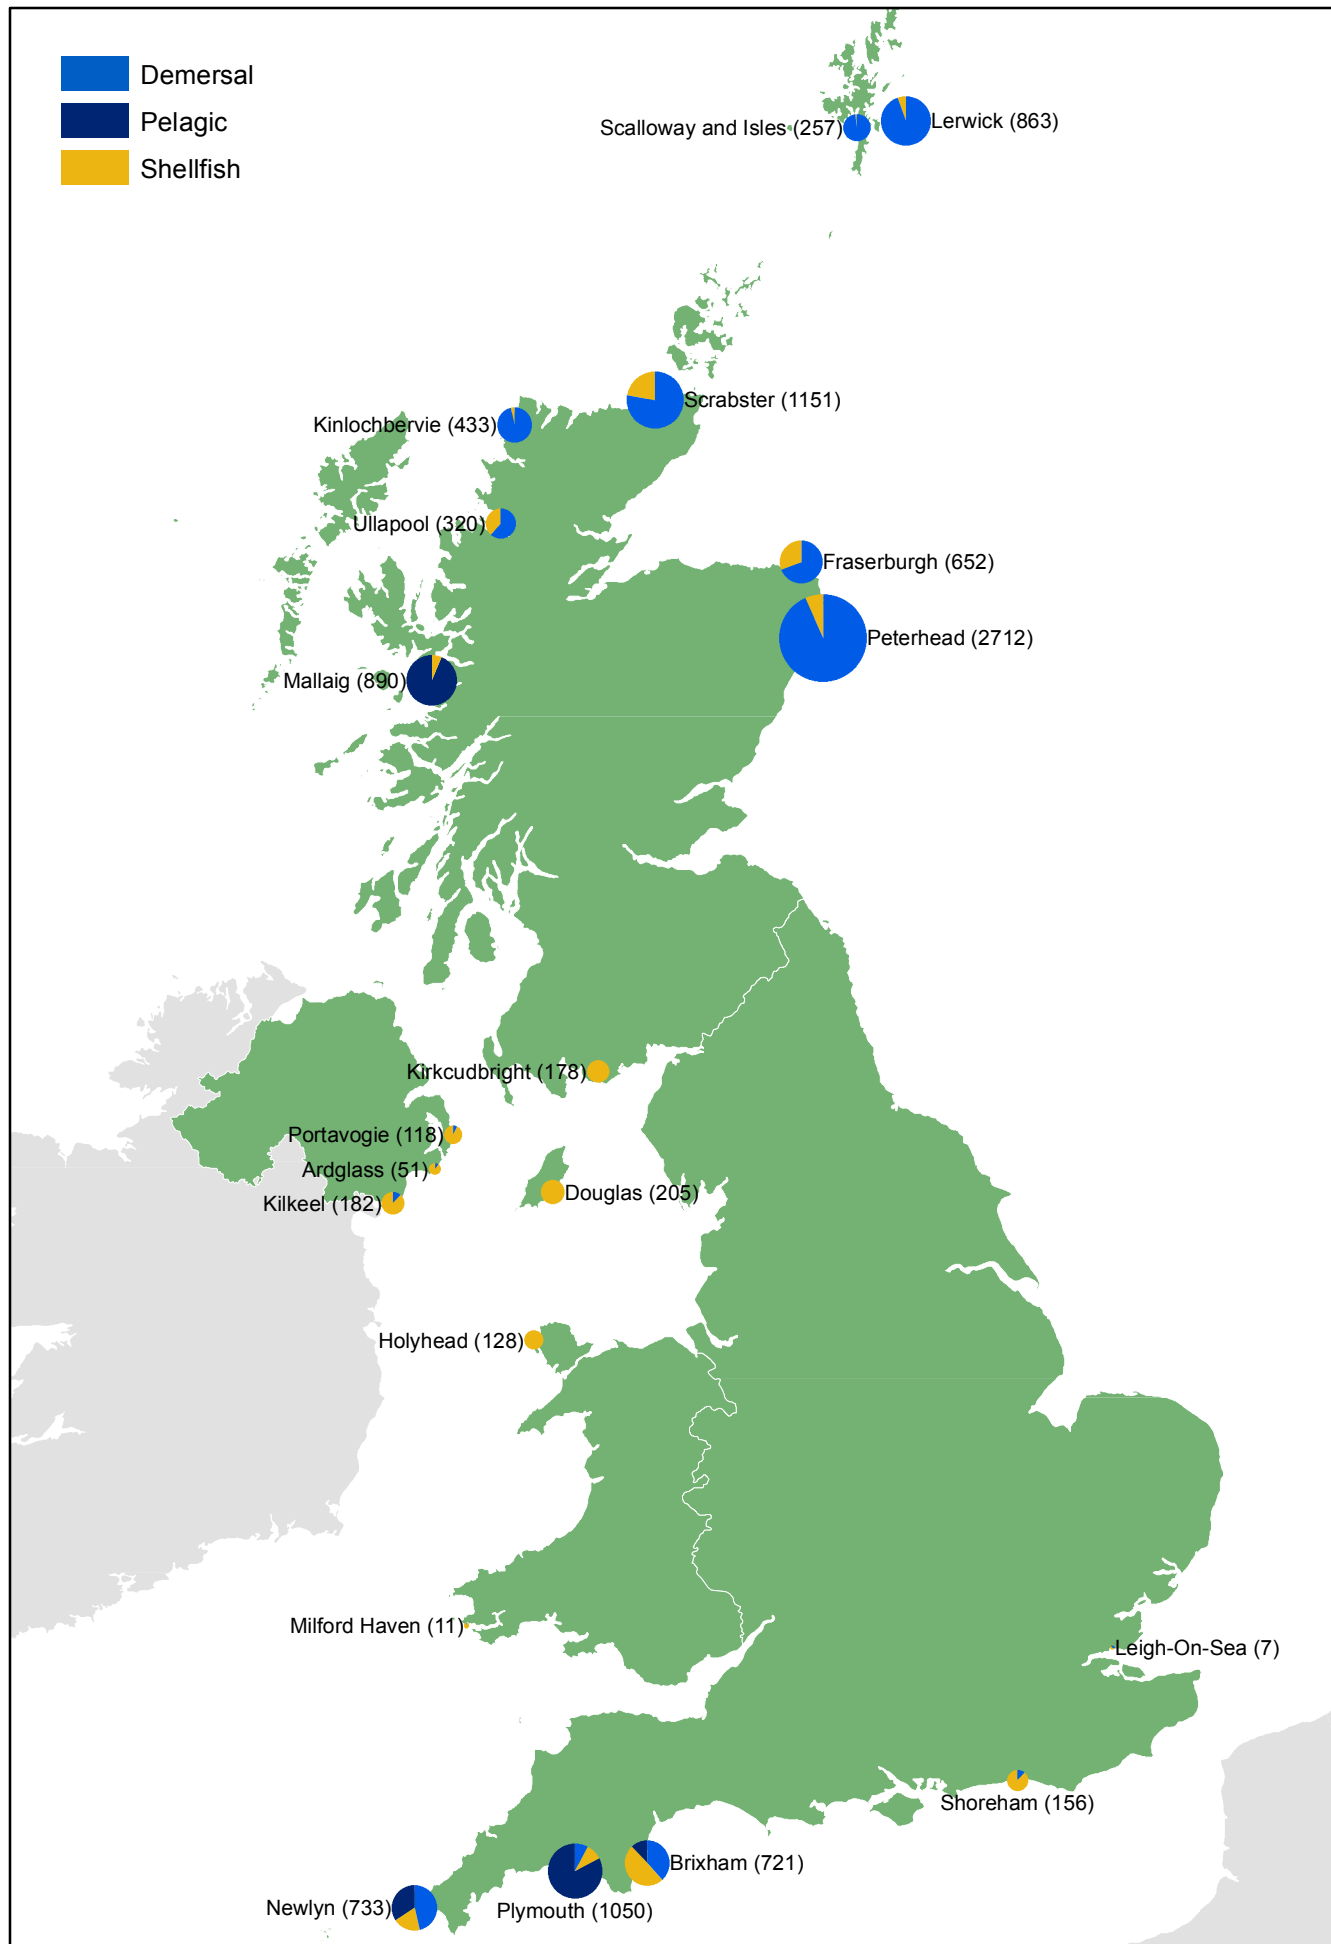 Demersal
Pelagic
Shellfish
Scalloway and Isles (257)
Lerwick (863)
Scrabster (1151)
Kinlochbervie (433)
Ullapool (320)
Fraserburgh (652)
Peterhead (2712)
Mallaig (890)
Kirkcudbright (178)
Portavogie (118)
Ardglass (51)
Douglas (205)
Kilkeel (182)
Holyhead (128)
Milford Haven (11)
Leigh-On-Sea (7)
Shoreham (156)
Brixham (721)
Newlyn (733)
Plymouth (1050)